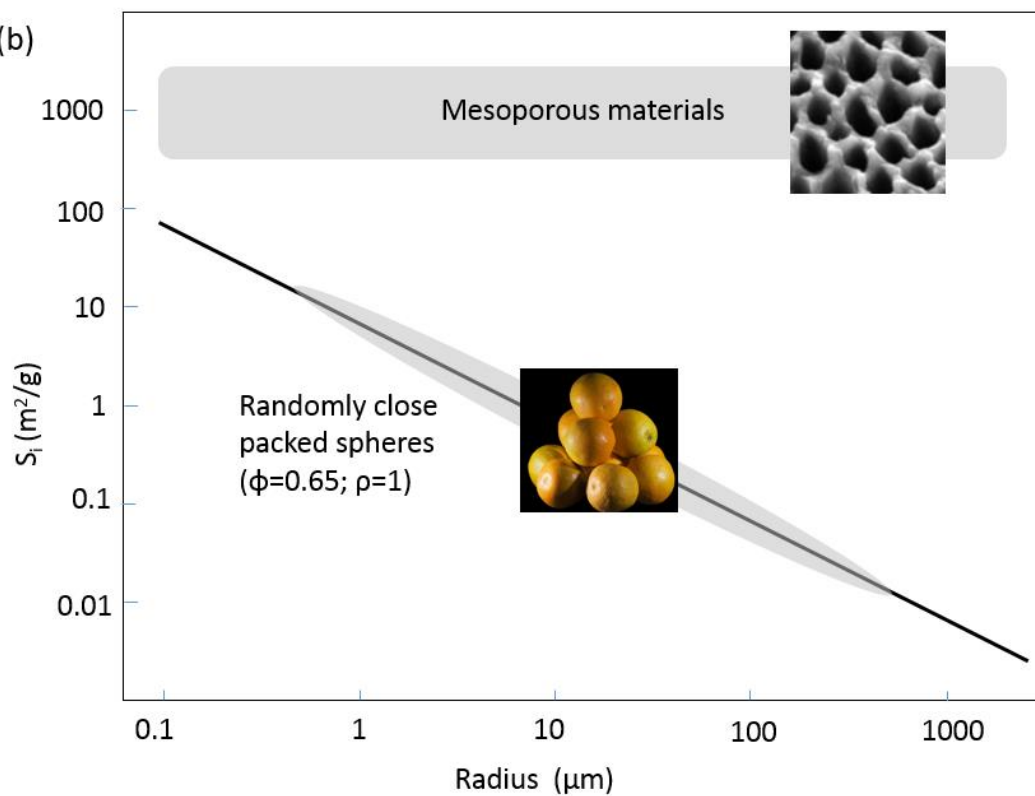 (b)
Mesoporous materials
1000
100
10
1
0.1
0.01
S_i (m²/g)
Randomly close
packed spheres
(ϕ=0.65; ρ=1)
0.1
1
10
100
1000
Radius (µm)